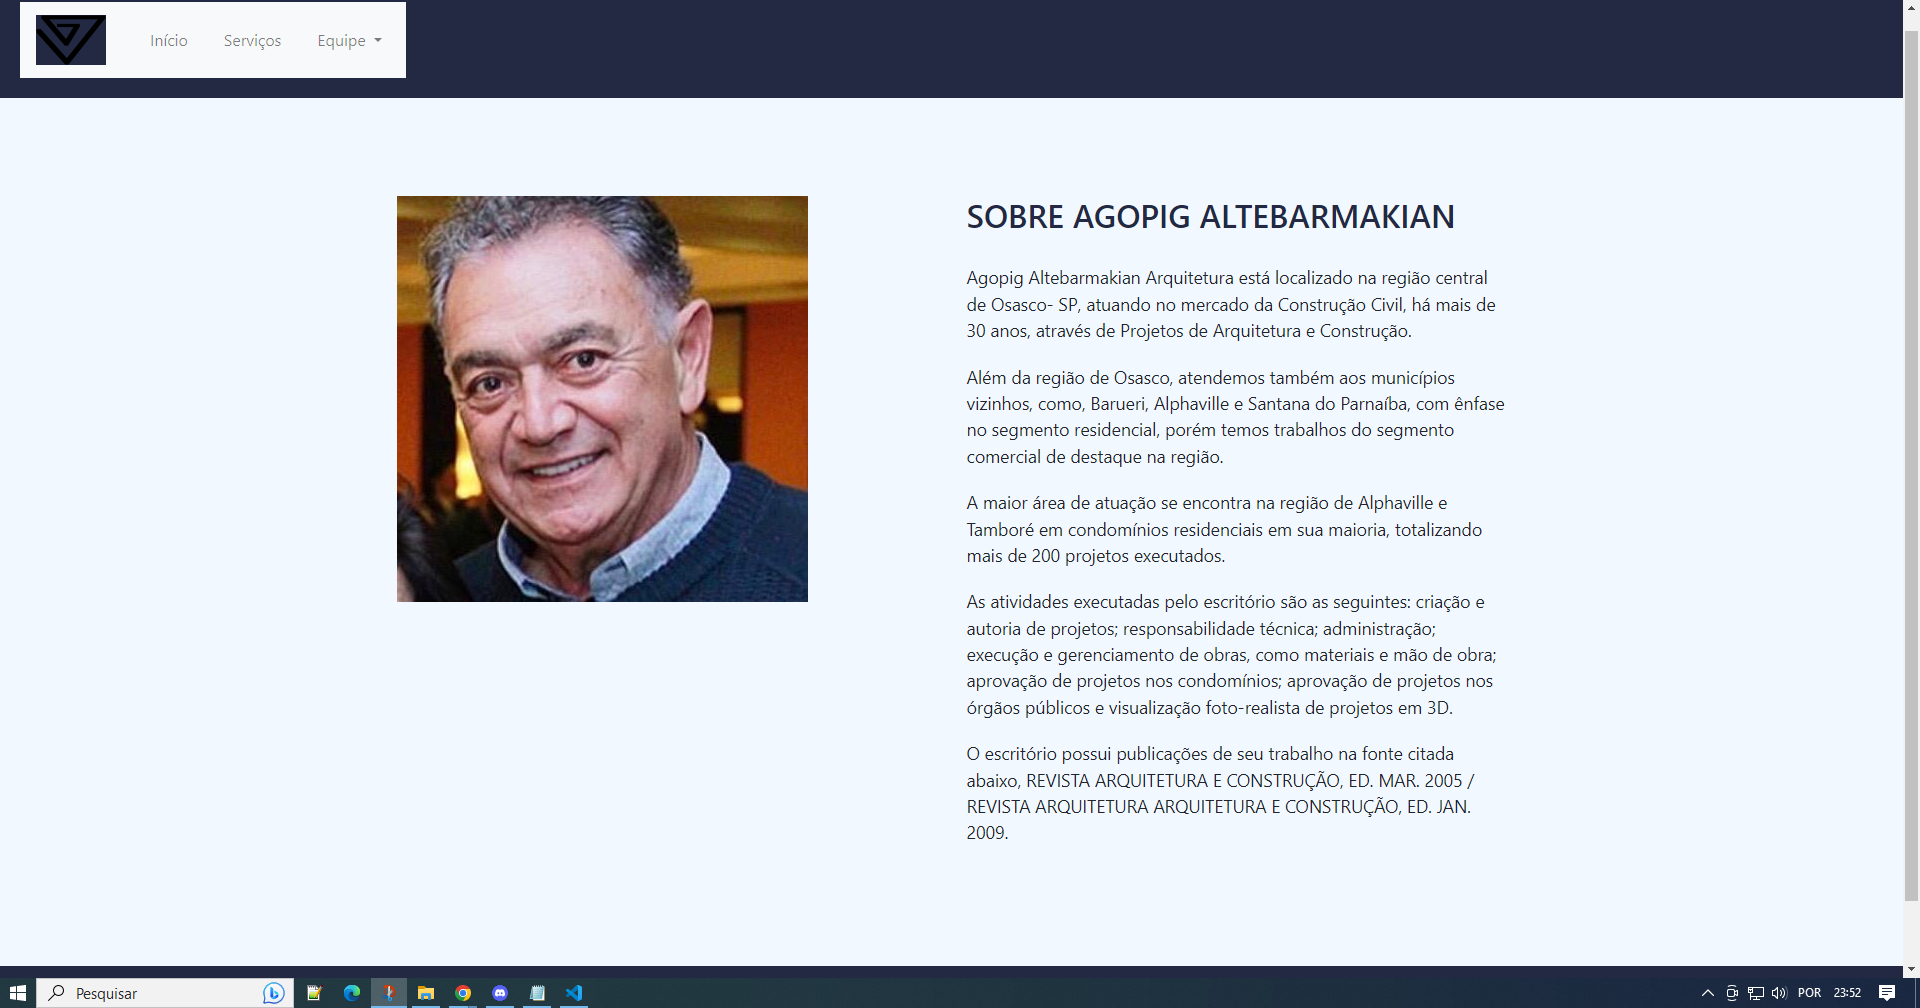 Início Serviços Equipe
SOBRE AGOPIG ALTEBARMAKIAN
Agopig Altebarmakian Arquitetura está localizado na região central
de Osasco- SP, atuando no mercado da Construção Civil, há mais de
30 anos, através de Projetos de Arquitetura e Construção.
Além da região de Osasco, atendemos também aos municípios
vizinhos, como, Barueri, Alphaville e Santana do Parnaíba, com ênfase
no segmento residencial, porém temos trabalhos do segmento
comercial de destaque na região.
A maior área de atuação se encontra na região de Alphaville e
Tamboré em condomínios residenciais em sua maioria, totalizando
mais de 200 projetos executados.
As atividades executadas pelo escritório são as seguintes: criação e
autoria de projetos; responsabilidade técnica; administração;
execução e gerenciamento de obras, como materiais e mão de obra;
aprovação de projetos nos condomínios; aprovação de projetos nos
órgãos públicos e visualização foto-realista de projetos em 3D.
O escritório possui publicações de seu trabalho na fonte citada
abaixo, REVISTA ARQUITETURA E CONSTRUÇÃO, ED. MAR. 2005 /
REVISTA ARQUITETURA ARQUITETURA E CONSTRUÇÃO, ED. JAN.
2009.
Pesquisar
POR 23:52